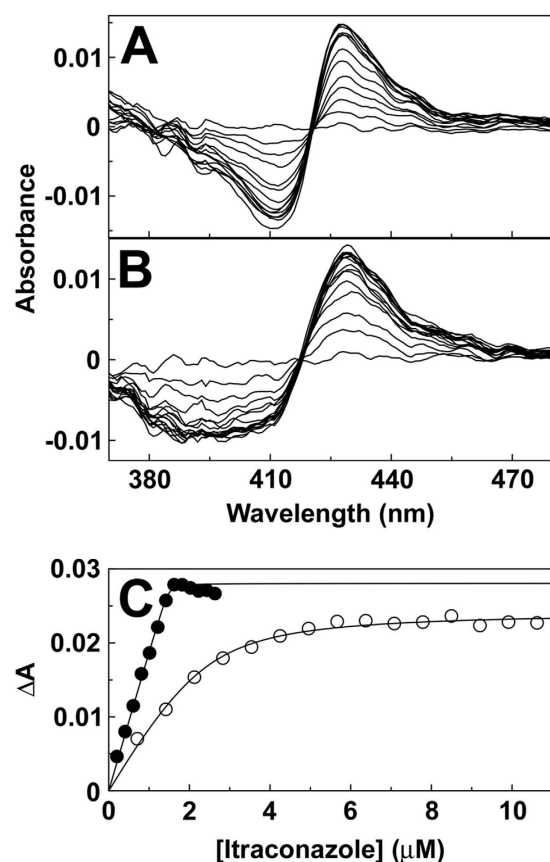 A
0.01
0
-0.01
B
0.01
0
-0.01
Absorbance
380 410 440 470
Wavelength (nm)
C
0.03
0.02
0.01
0
ΔA
0 2 4 6 8 10
[Itraconazole] (μM)